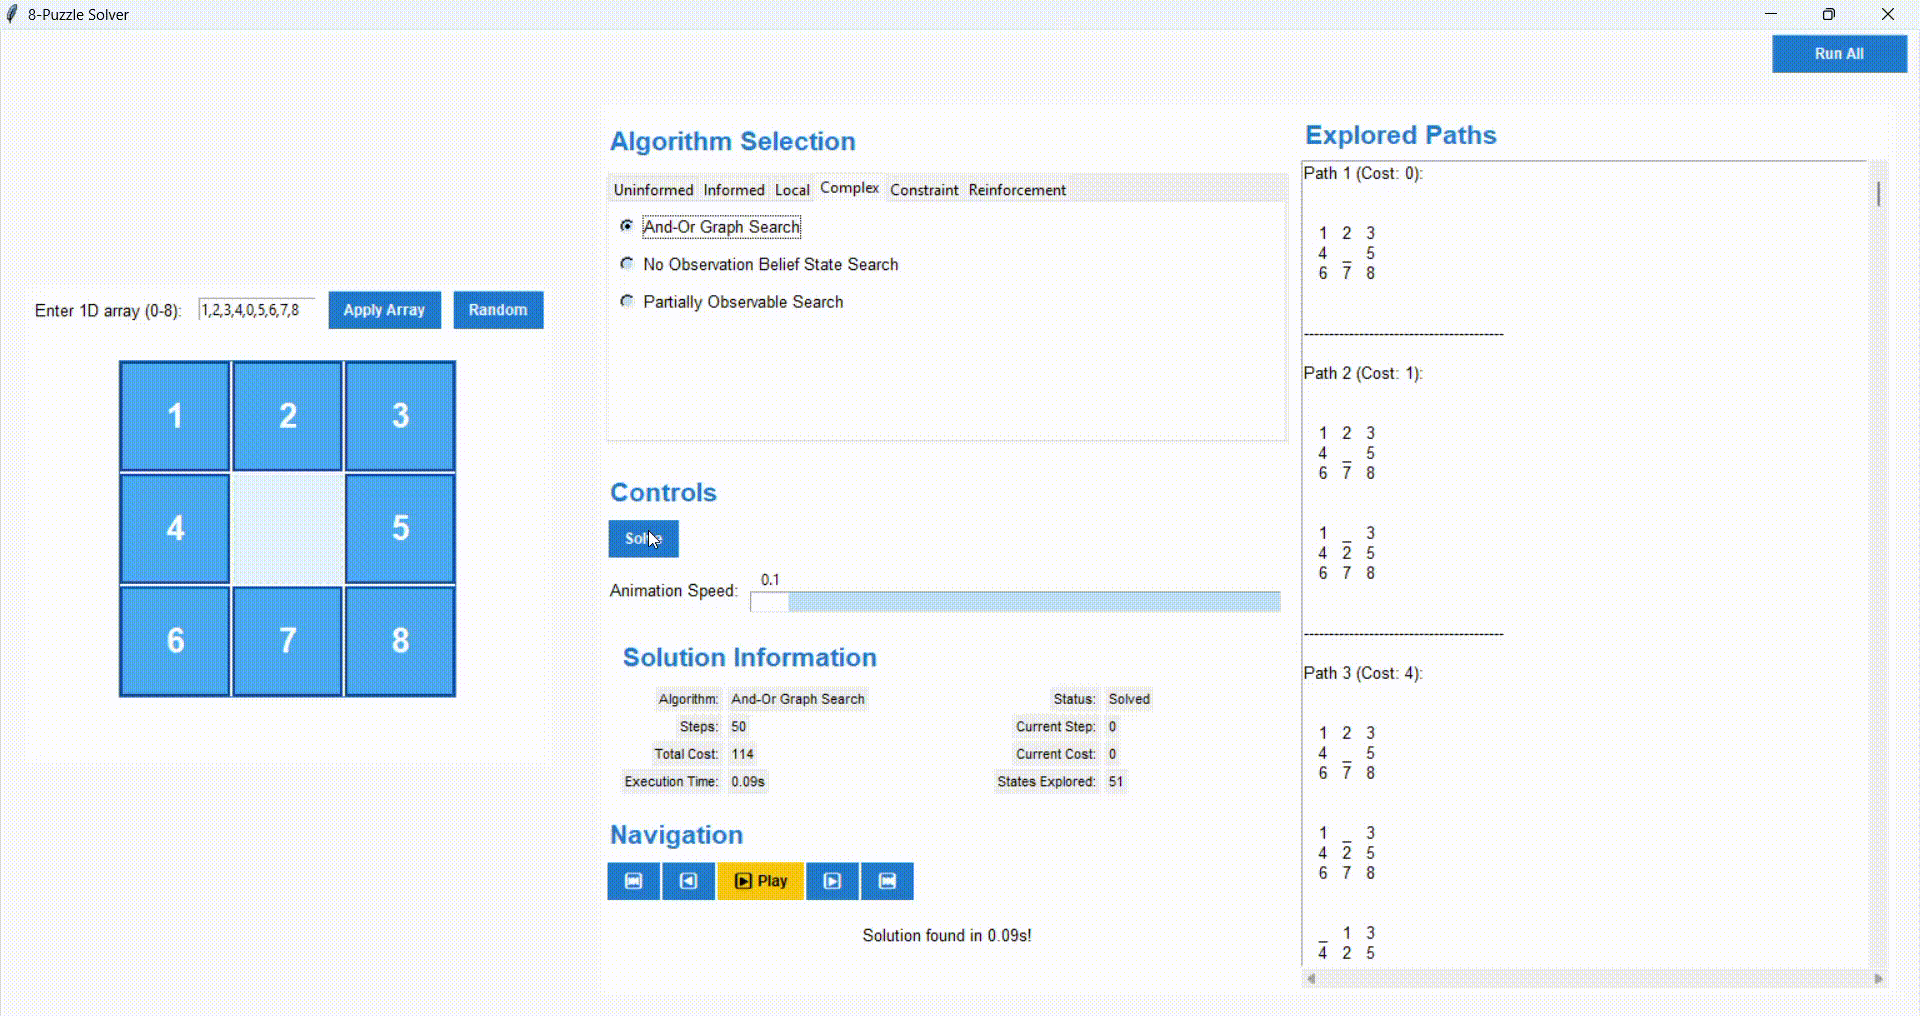 8-Puzzle Solver
Run All
Enter 1D array (0-8): 1,2,3,4,0,5,6,7,8 Apply Array Random
1 2 3
4 5
6 7 8
Algorithm Selection
Uninformed Informed Local Complex Constraint Reinforcement
And-Or Graph Search
No Observation Belief State Search
Partially Observable Search
Controls
Solve
Animation Speed: 0.1
Solution Information
Algorithm: And-Or Graph Search Status: Solved
Steps: 50 Current Step: 0
Total Cost: 114 Current Cost: 0
Execution Time: 0.09s States Explored: 51
Navigation
Play
Solution found in 0.09s!
Explored Paths
Path 1 (Cost: 0):
1 2 3
4 _ 5
6 7 8
----------------------------------------
Path 2 (Cost: 1):
1 2 3
4 _ 5
6 7 8
1 _ 3
4 2 5
6 7 8
----------------------------------------
Path 3 (Cost: 4):
1 2 3
4 _ 5
6 7 8
1 _ 3
4 2 5
6 7 8
_ 1 3
4 2 5